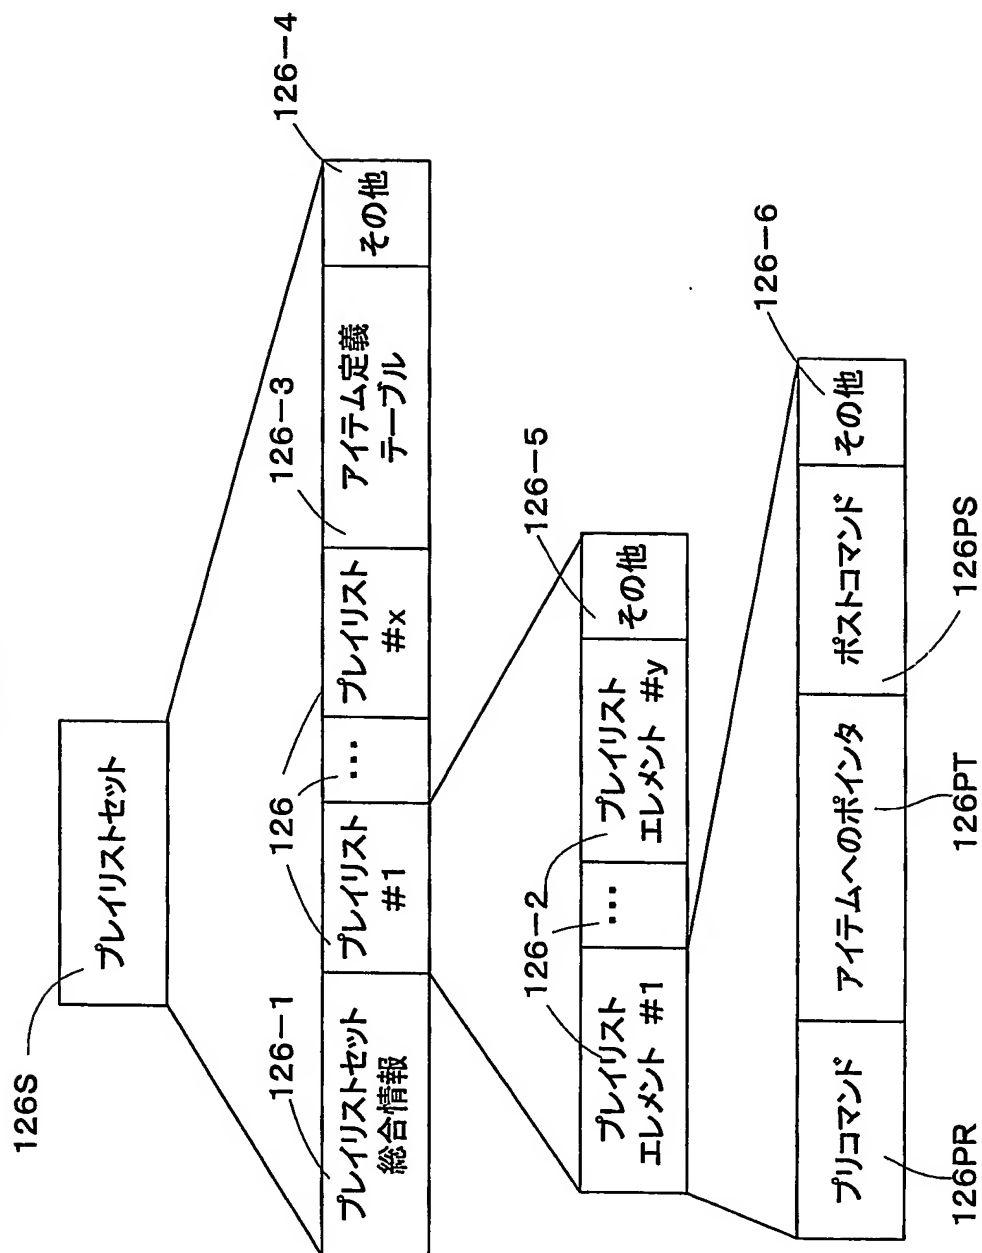 126S
プレイリストセット
126-1
126
126-3
126-4
プレイリストセット
総合情報
プレイリスト
#1
…
プレイリスト
#x
アイテム定義
テーブル
その他
126-2
126-5
プレイリスト
エレメント #1
…
プレイリスト
エレメント #y
その他
126-6
プリコマンド
アイテムへのポインタ
ポストコマンド
その他
126PR
126PT
126PS